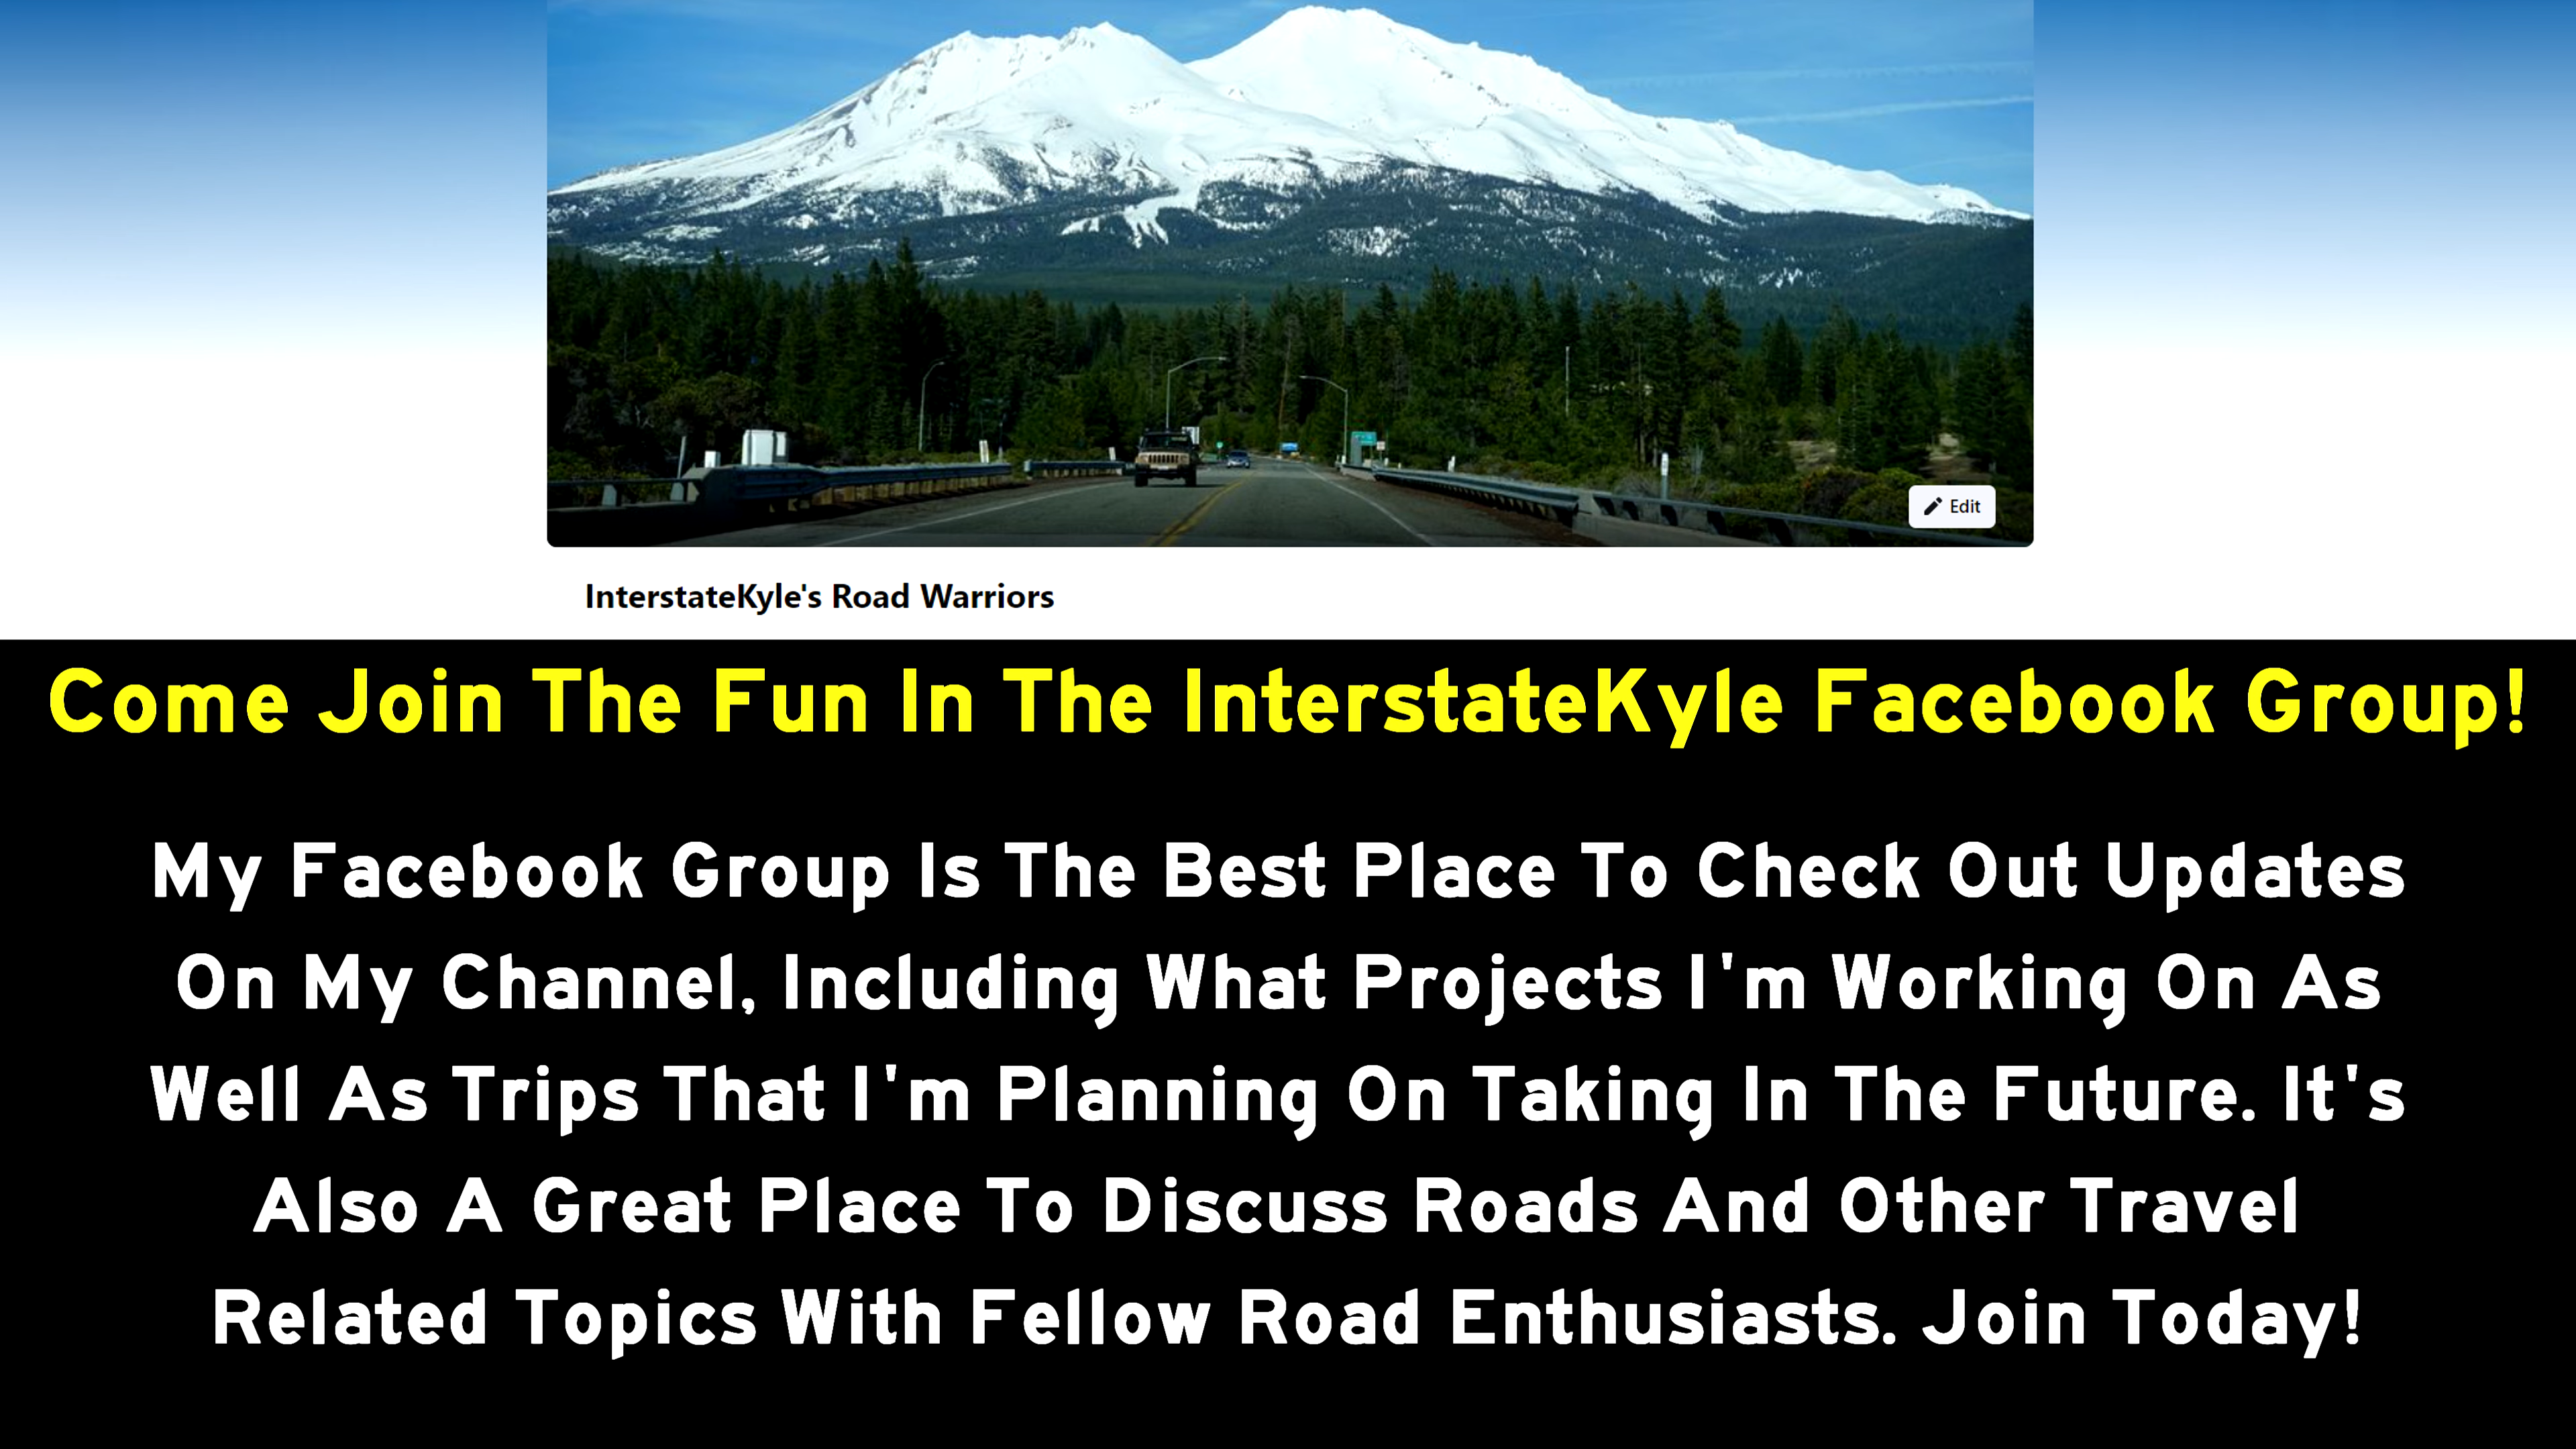 Edit
InterstateKyle's Road Warriors
Come Join The Fun In The InterstateKyle Facebook Group!
My Facebook Group Is The Best Place To Check Out Updates
On My Channel, Including What Projects I'm Working On As
Well As Trips That I'm Planning On Taking In The Future. It's
Also A Great Place To Discuss Roads And Other Travel
Related Topics With Fellow Road Enthusiasts. Join Today!